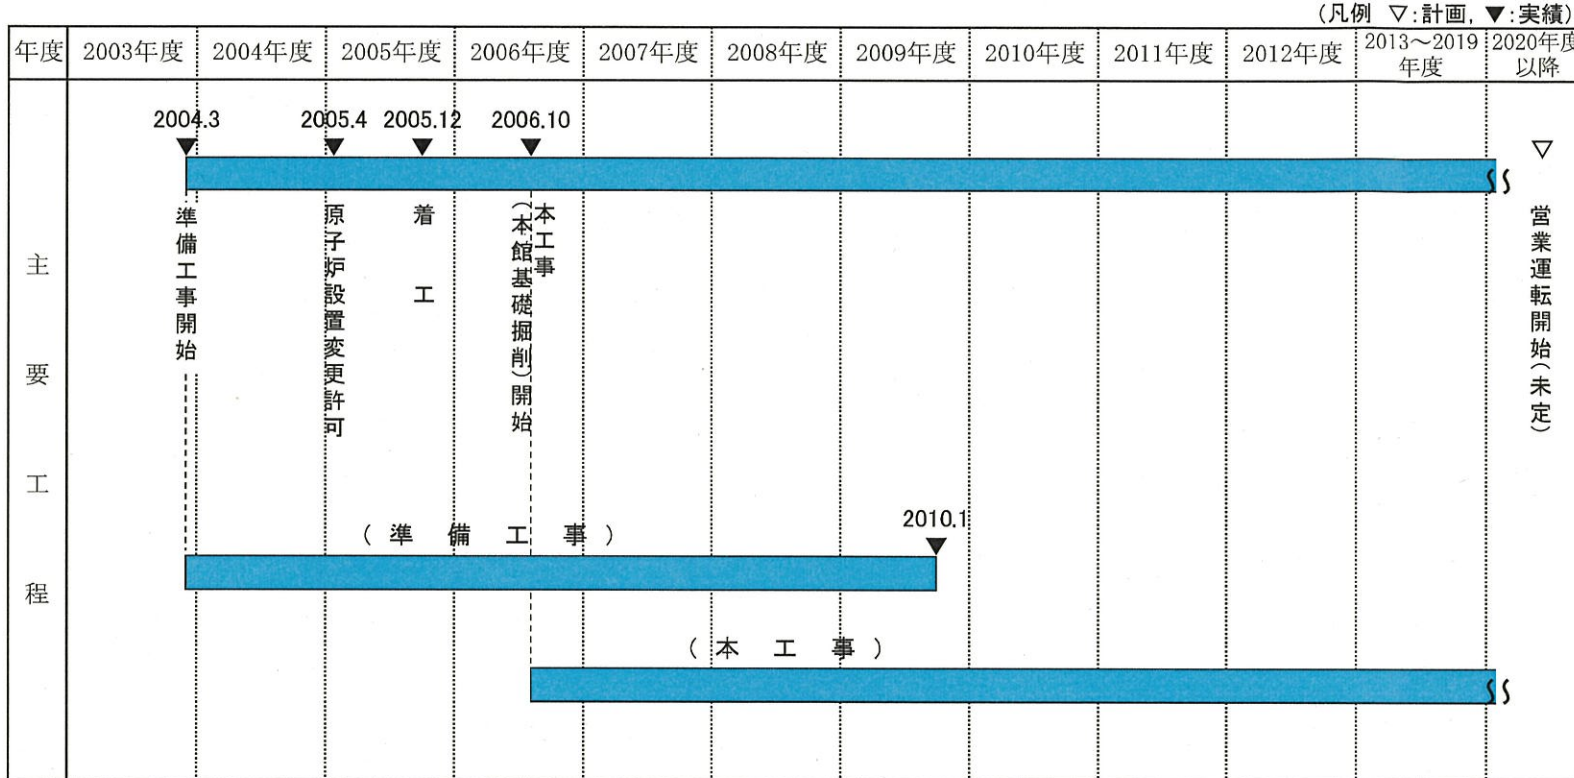 (凡例 ▽:計画, ▼:実績)
年度
2003年度
2004年度
2005年度
2006年度
2007年度
2008年度
2009年度
2010年度
2011年度
2012年度
2013～2019
年度
2020年度
以降
主要工程
2004.3
▼
準備工事開始
2005.4
▼
原子炉設置変更許可
2005.12
▼
着工
2006.10
▼
本工事
(本館基礎掘削)開始
▽
営業運転開始(未定)
(準備工事)
2010.1
▼
(本工事)